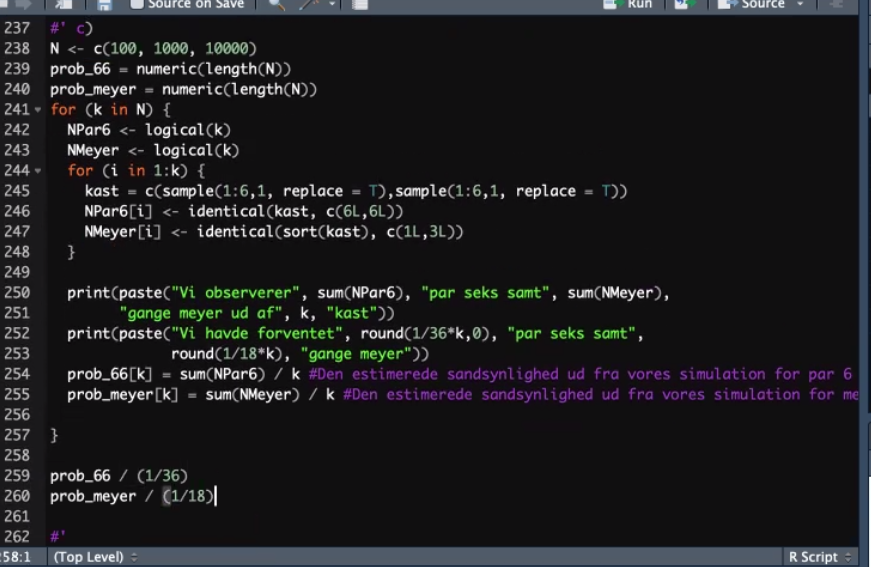 Source on Save
Run
Source
237 #' c)
238 N <- c(100, 1000, 10000)
239 prob_66 = numeric(length(N))
240 prob_meyer = numeric(length(N))
241 for (k in N) {
242 NPar6 <- logical(k)
243 NMeyer <- logical(k)
244 for (i in 1:k) {
245 kast = c(sample(1:6,1, replace = T),sample(1:6,1, replace = T))
246 NPar6[i] <- identical(kast, c(6L,6L))
247 NMeyer[i] <- identical(sort(kast), c(1L,3L))
248 }
249
250 print(paste("Vi observerer", sum(NPar6), "par seks samt", sum(NMeyer),
251 "gange meyer ud af", k, "kast"))
252 print(paste("Vi havde forventet", round(1/36*k,0), "par seks samt",
253 round(1/18*k), "gange meyer"))
254 prob_66[k] = sum(NPar6) / k #Den estimerede sandsynlighed ud fra vores simulation for par 6
255 prob_meyer[k] = sum(NMeyer) / k #Den estimerede sandsynlighed ud fra vores simulation for me
256
257 }
258
259 prob_66 / (1/36)
260 prob_meyer / (1/18)
261
262 #'
58:1 (Top Level) R Script